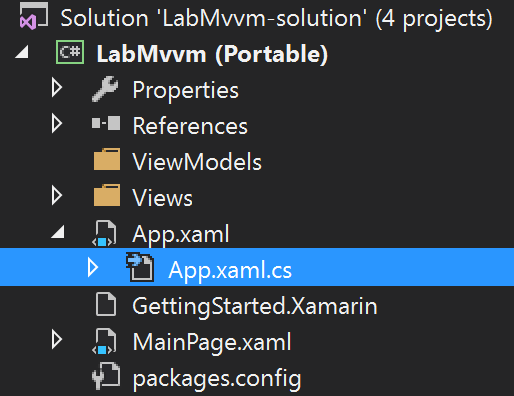 Solution 'LabMvvm-solution' (4 projects)
C# LabMvvm (Portable)
Properties
References
ViewModels
Views
App.xaml
App.xaml.cs
GettingStarted.Xamarin
MainPage.xaml
packages.config